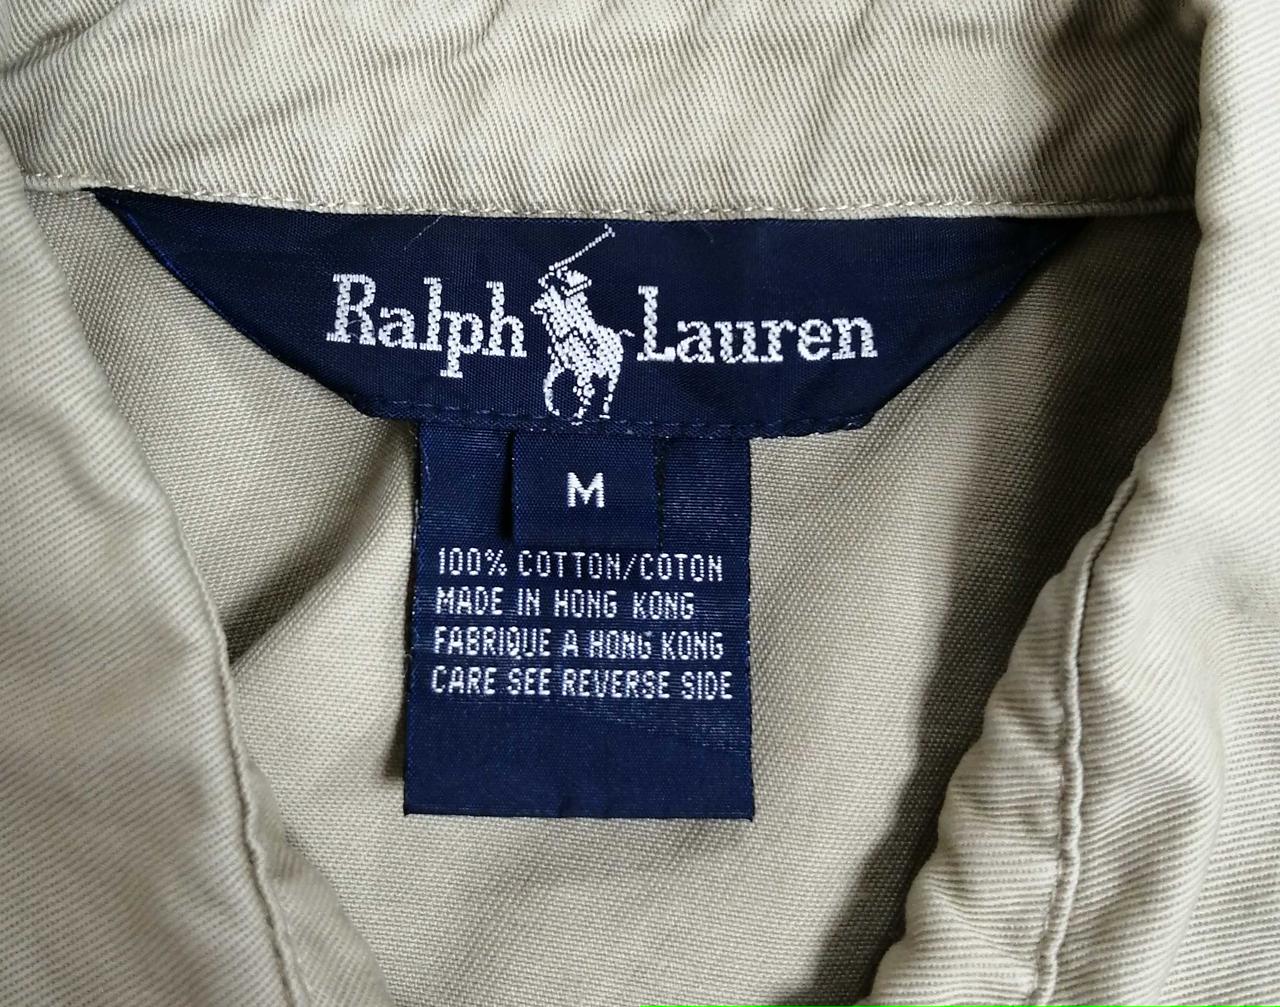 Ralph Lauren
M
100% COTTON/COTON
MADE IN HONG KONG
FABRIQUE A HONG KONG
CARE SEE REVERSE SIDE